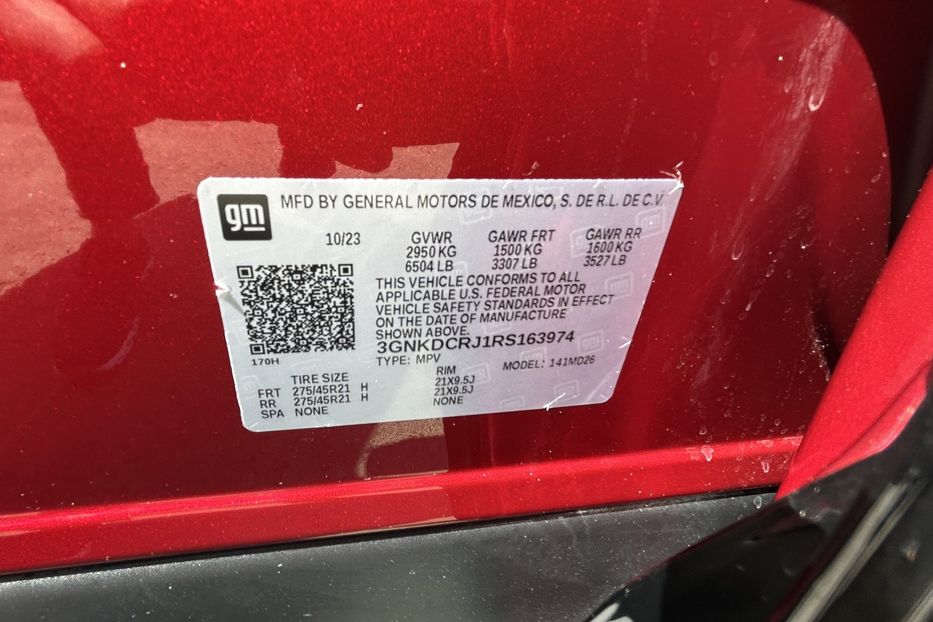 gm MFD BY GENERAL MOTORS DE MEXICO, S. DE R.L. DE C.V.
10/23 GVWR GAWR FRT GAWR RR
2950 KG 1500 KG 1600 KG
6504 LB 3307 LB 3527 LB
THIS VEHICLE CONFORMS TO ALL
APPLICABLE U.S. FEDERAL MOTOR
VEHICLE SAFETY STANDARDS IN EFFECT
ON THE DATE OF MANUFACTURE
SHOWN ABOVE.
3GNKDCRJ1RS163974
170H TYPE: MPV MODEL: 141MD26
TIRE SIZE RIM
FRT 275/45R21 H 21X9.5J
RR 275/45R21 H 21X9.5J
SPA NONE NONE